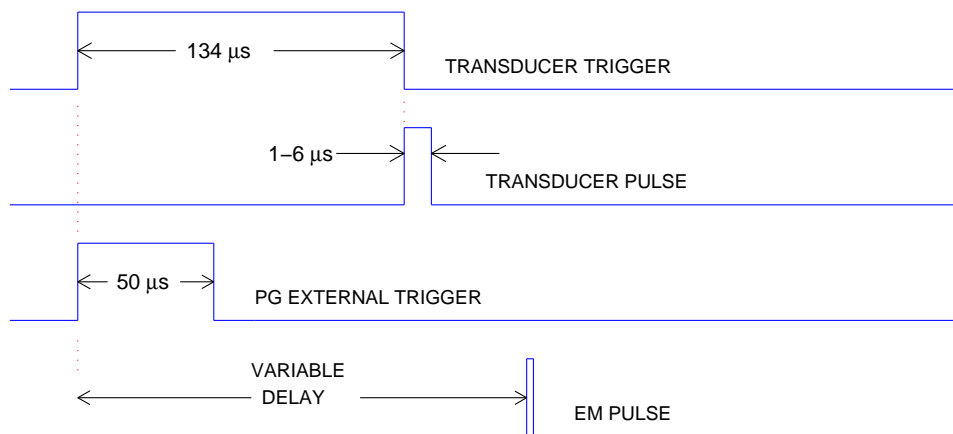 134 μs
TRANSDUCER TRIGGER
1–6 μs
TRANSDUCER PULSE
50 μs
PG EXTERNAL TRIGGER
VARIABLE
DELAY
EM PULSE